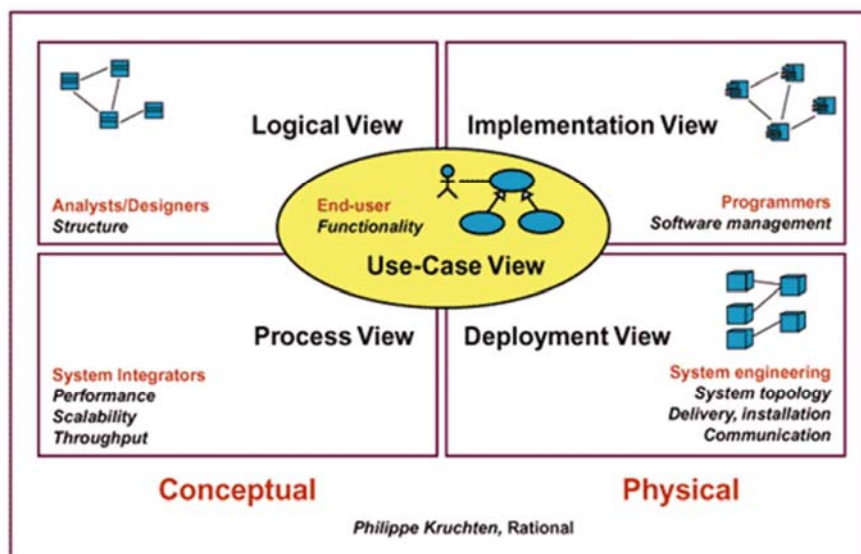 Logical View
Analysts/Designers
Structure
Implementation View
Programmers
Software management
End-user
Functionality
Use-Case View
Process View
System Integrators
Performance
Scalability
Throughput
Deployment View
System engineering
System topology
Delivery, installation
Communication
Conceptual
Physical
Philippe Kruchten, Rational